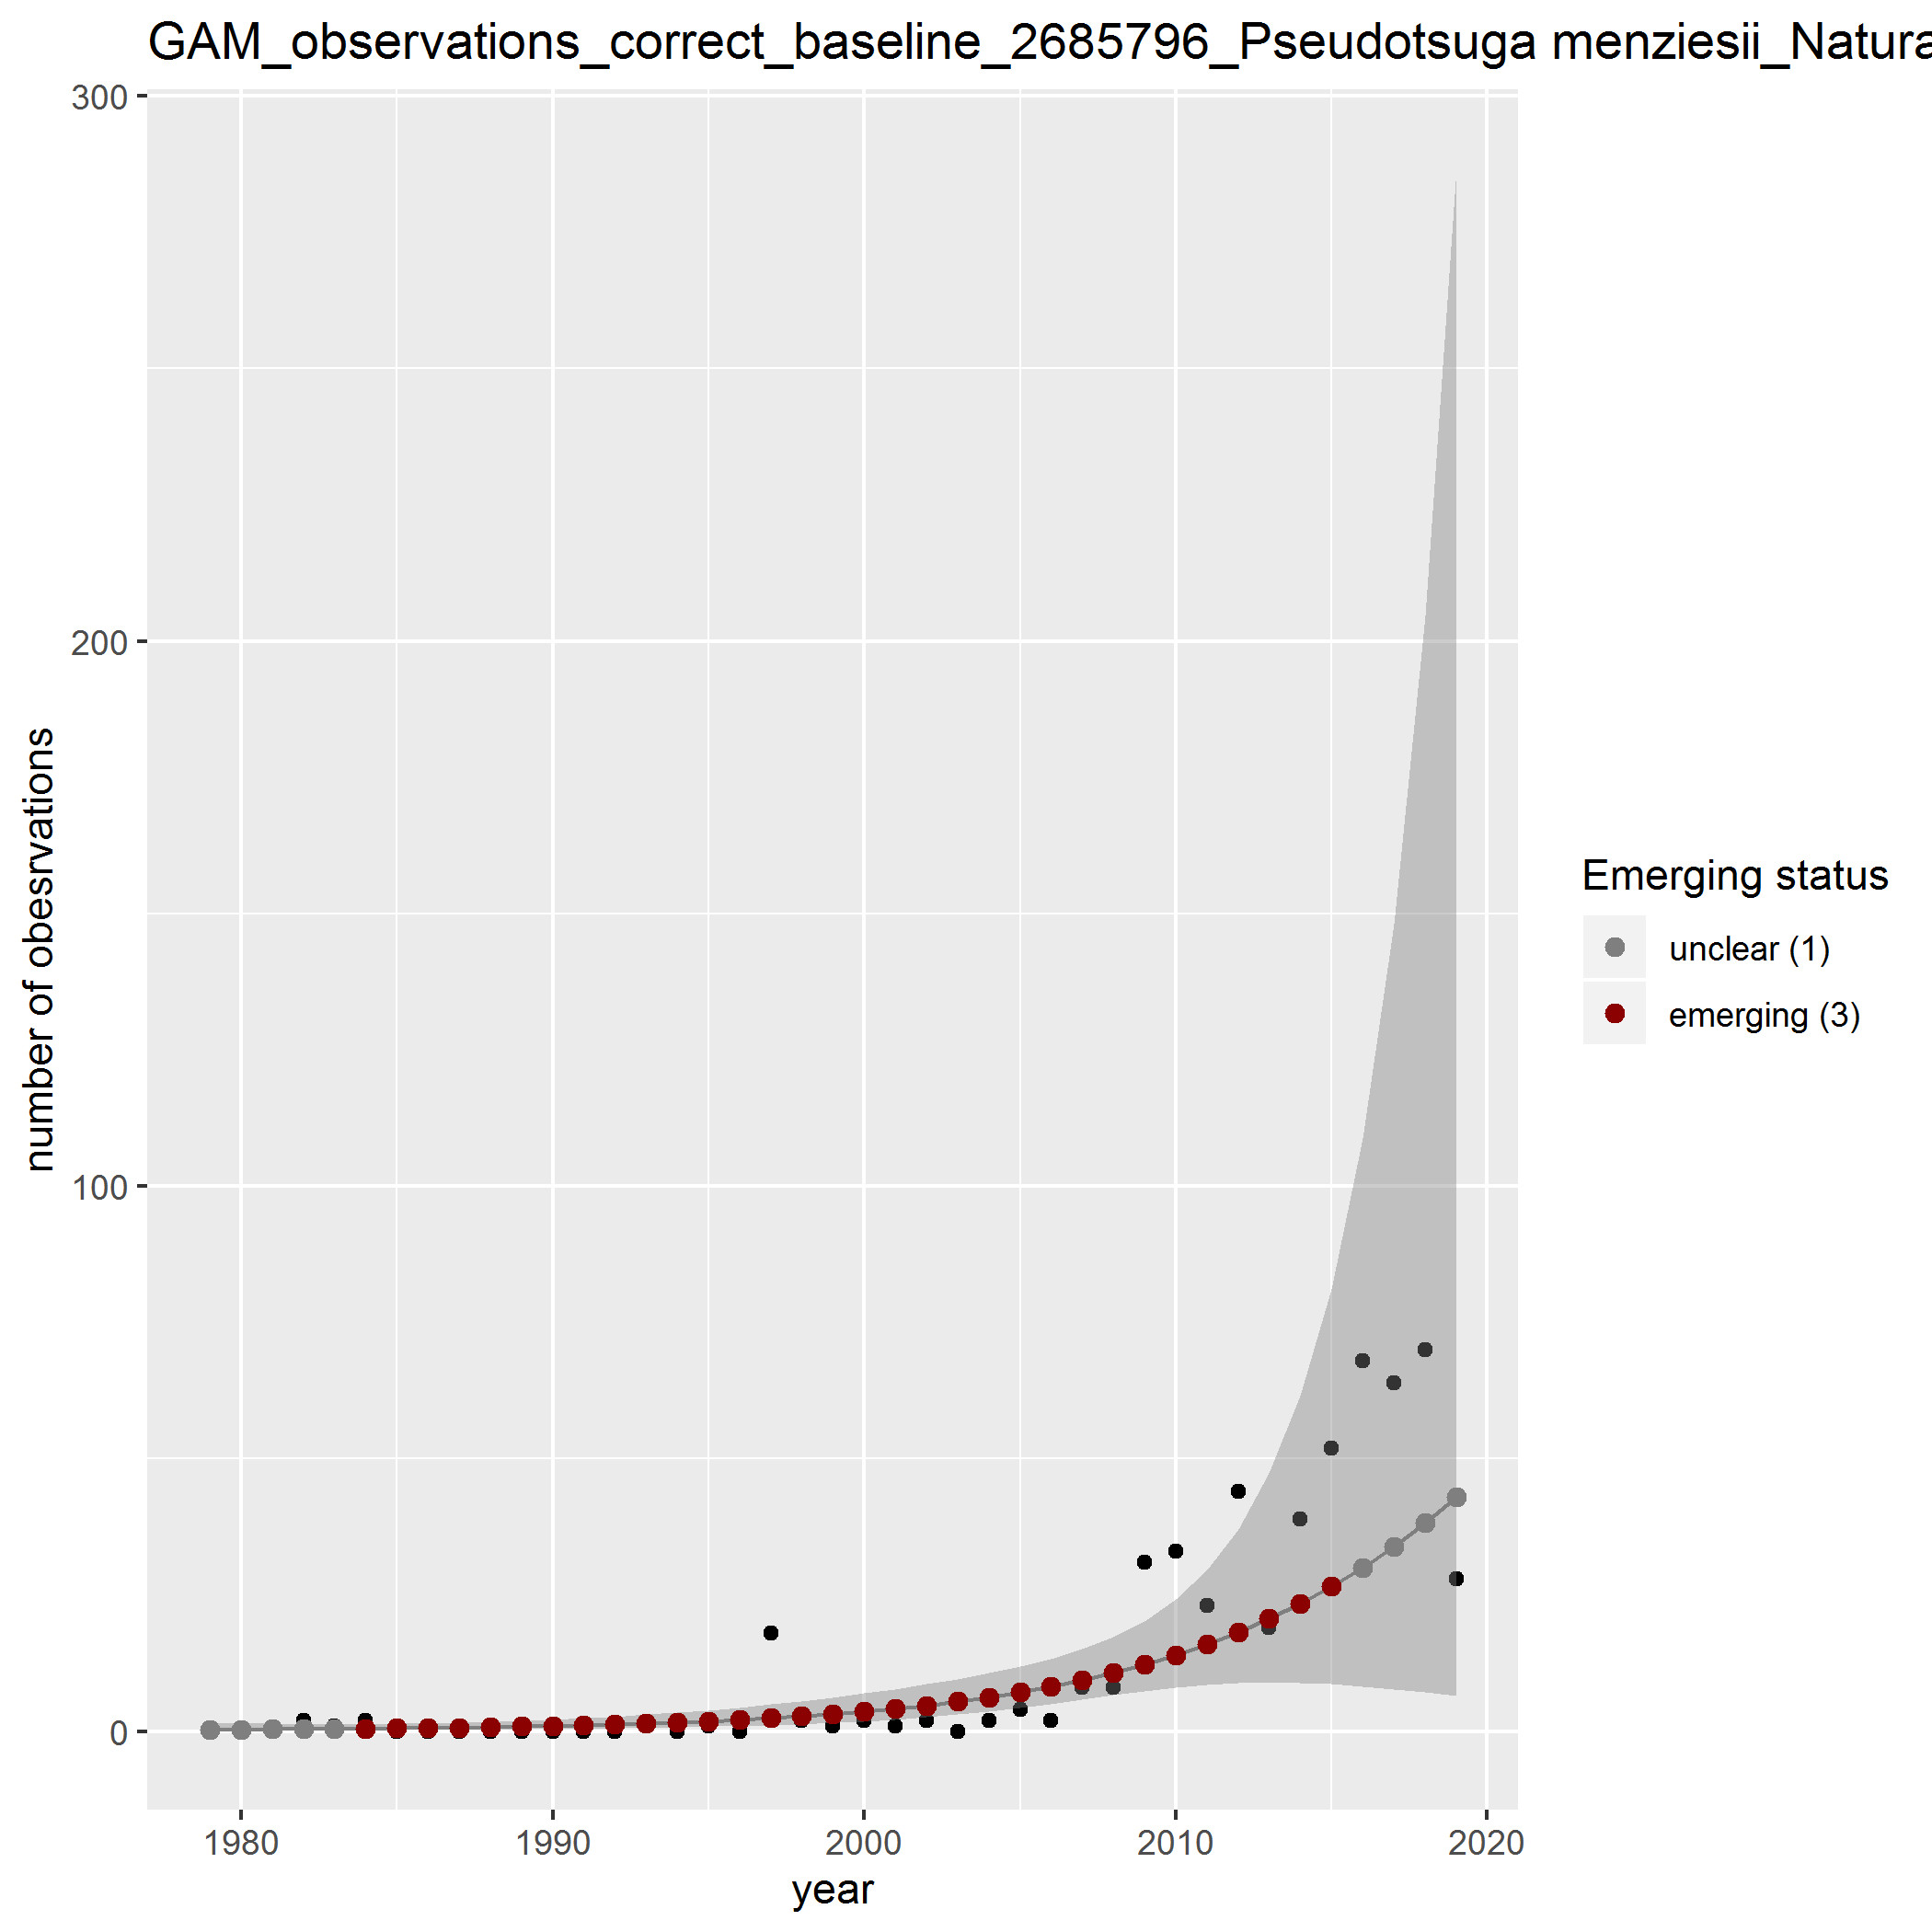 GAM_observations_correct_baseline_2685796_Pseudotsuga menziesii_Natura
300
200
100
0
number of obesrvations
1980 1990 2000 2010 2020
year
Emerging status
unclear (1)
emerging (3)